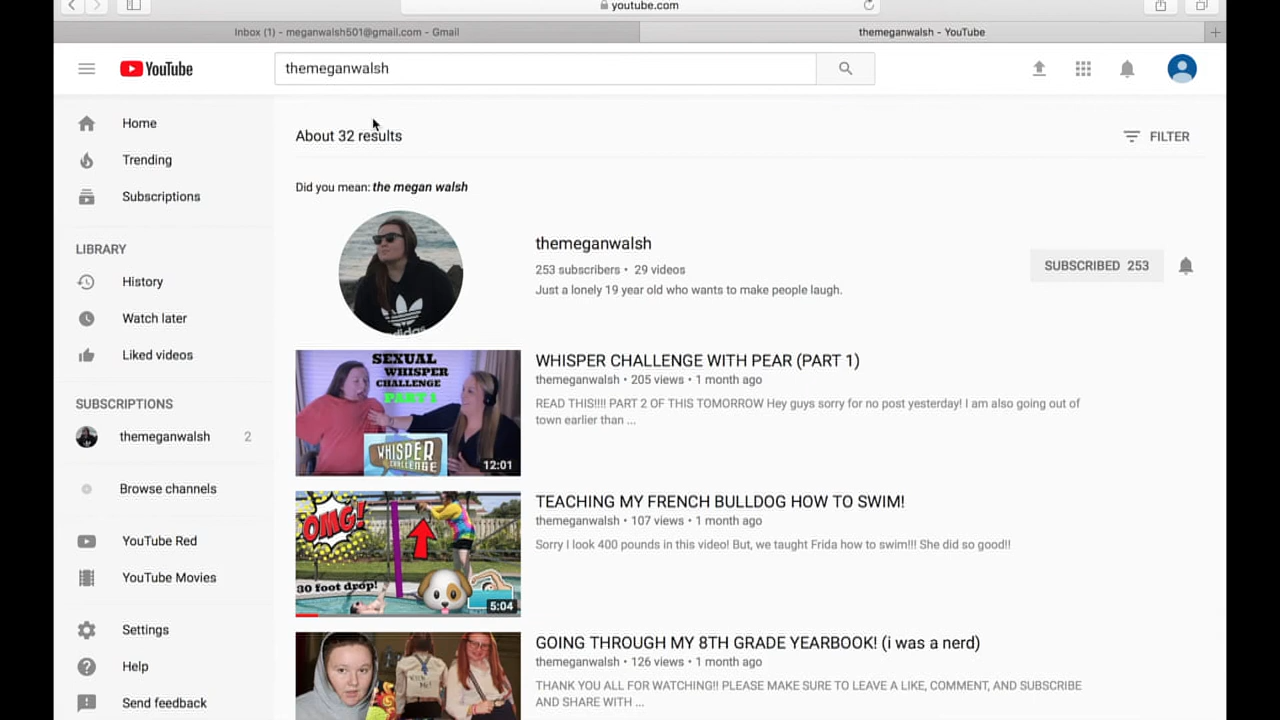 youtube.com
Inbox (1) - meganwalsh501@gmail.com - Gmail
themeganwalsh - YouTube
YouTube
themeganwalsh
Home
Trending
Subscriptions
LIBRARY
History
Watch later
Liked videos
SUBSCRIPTIONS
themeganwalsh 2
Browse channels
YouTube Red
YouTube Movies
Settings
Help
Send feedback
About 32 results
FILTER
Did you mean: the megan walsh
adidas
themeganwalsh
253 subscribers • 29 videos
Just a lonely 19 year old who wants to make people laugh.
SUBSCRIBED 253
SEXUAL
WHISPER
CHALLENGE
PART 1
WHISPER
CHALLENGE
12:01
WHISPER CHALLENGE WITH PEAR (PART 1)
themeganwalsh • 205 views • 1 month ago
READ THIS!!!! PART 2 OF THIS TOMORROW Hey guys sorry for no post yesterday! I am also going out of
town earlier than ...
OMG!
30 foot drop!
5:04
TEACHING MY FRENCH BULLDOG HOW TO SWIM!
themeganwalsh • 107 views • 1 month ago
Sorry I look 400 pounds in this video! But, we taught Frida how to swim!!! She did so good!!
GOING THROUGH MY 8TH GRADE YEARBOOK! (i was a nerd)
themeganwalsh • 126 views • 1 month ago
THANK YOU ALL FOR WATCHING!! PLEASE MAKE SURE TO LEAVE A LIKE, COMMENT, AND SUBSCRIBE
AND SHARE WITH ...